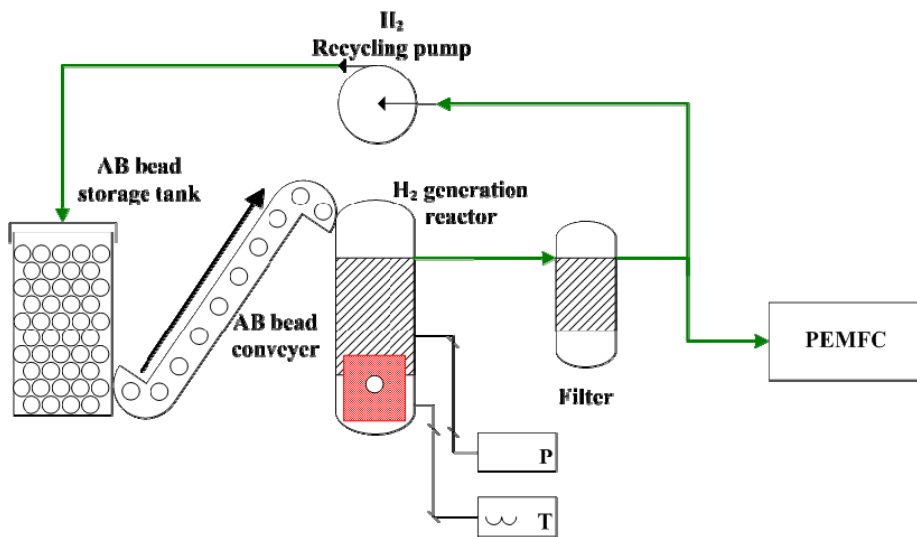 H₂
Recycling pump
AB bead
storage tank
H₂ generation
reactor
AB bead
conveyer
PEMFC
Filter
P
T